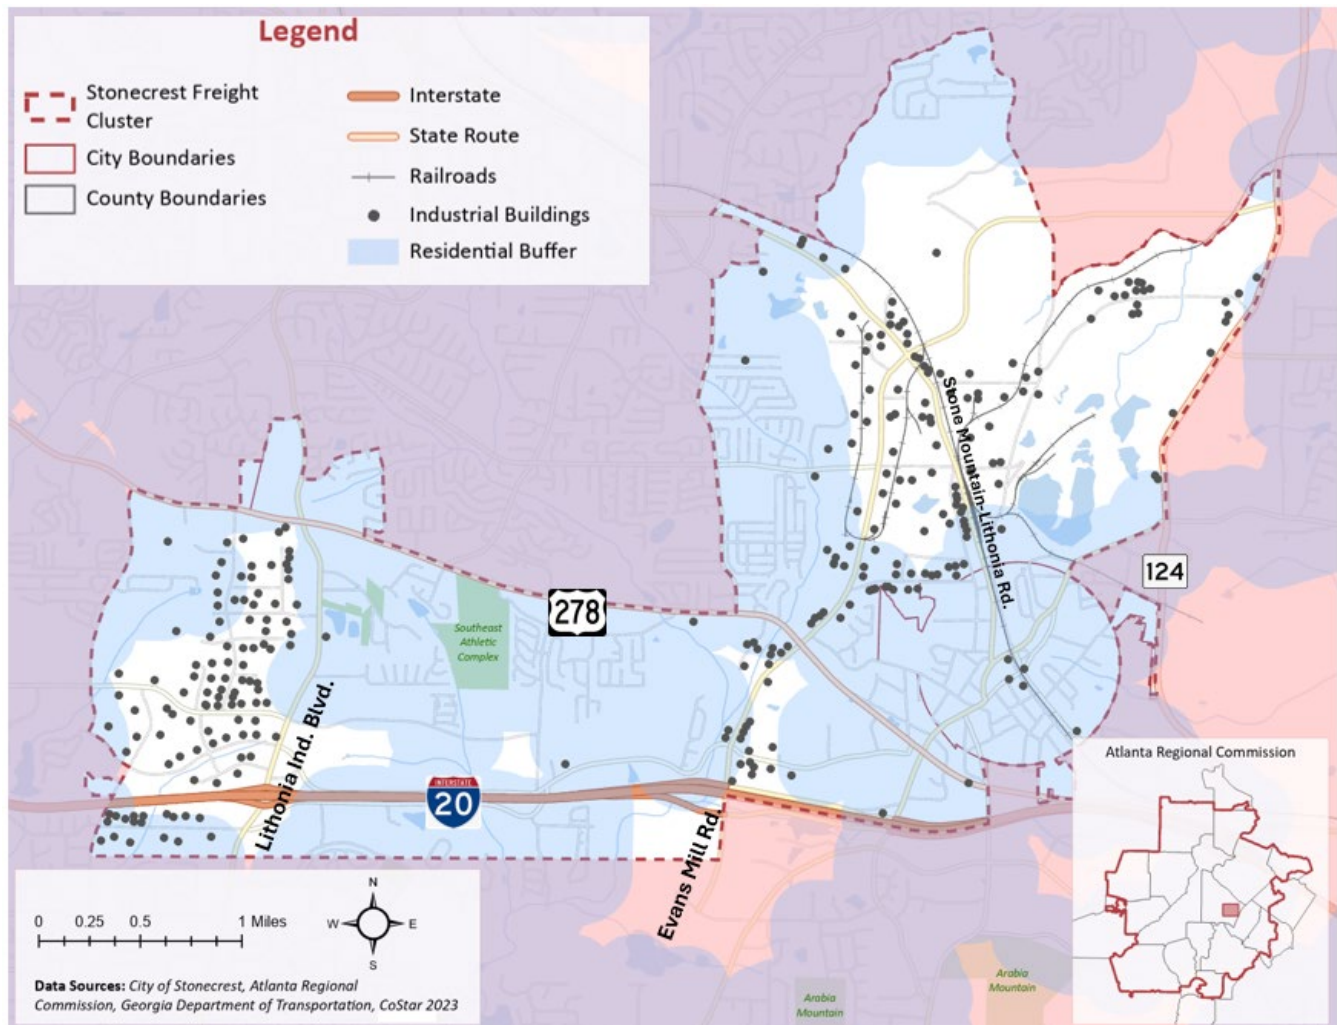 Legend
Stonecrest Freight
Cluster
City Boundaries
County Boundaries
Interstate
State Route
Railroads
Industrial Buildings
Residential Buffer
Stone Mountain-Lithonia Rd.
124
278
Southeast
Athletic
Complex
Lithonia Ind. Blvd.
INTERSTATE
20
Evans Mill Rd.
Atlanta Regional Commission
0 0.25 0.5 1 Miles
N
W E
S
Data Sources: City of Stonecrest, Atlanta Regional
Commission, Georgia Department of Transportation, CoStar 2023
Arabia
Mountain
Arabia
Mountain